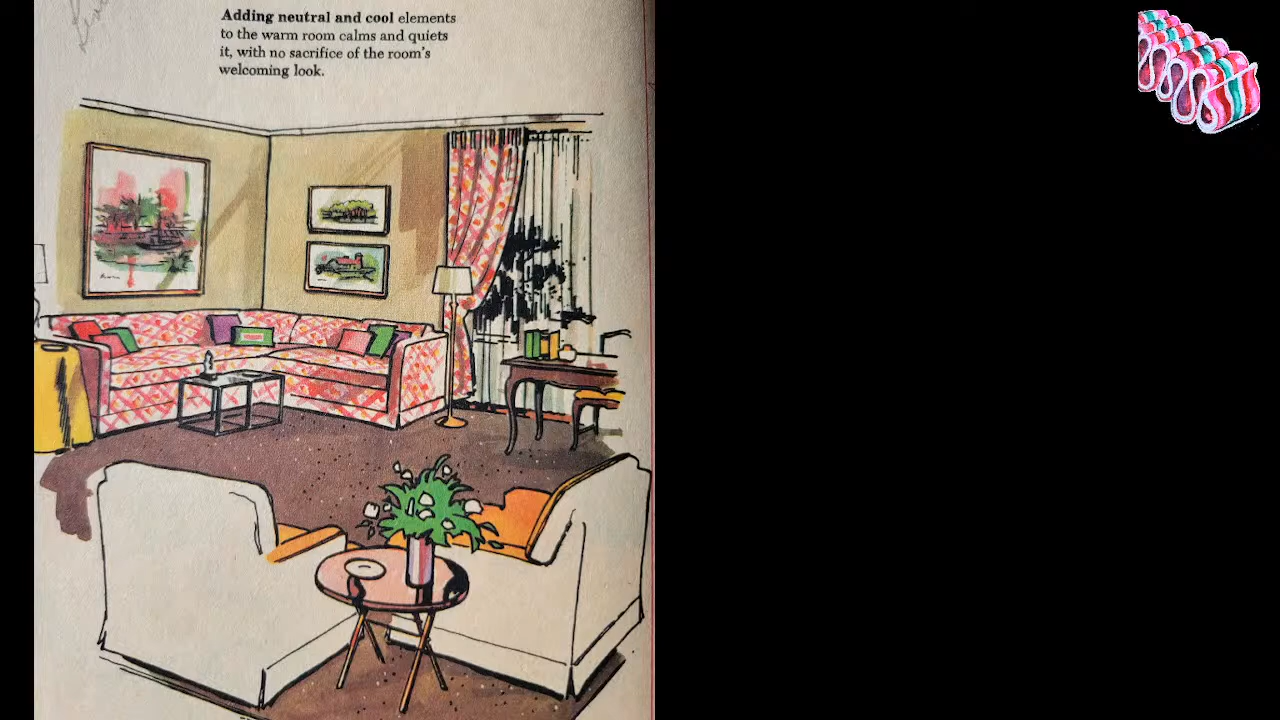 Adding neutral and cool elements
to the warm room calms and quiets
it, with no sacrifice of the room's
welcoming look.